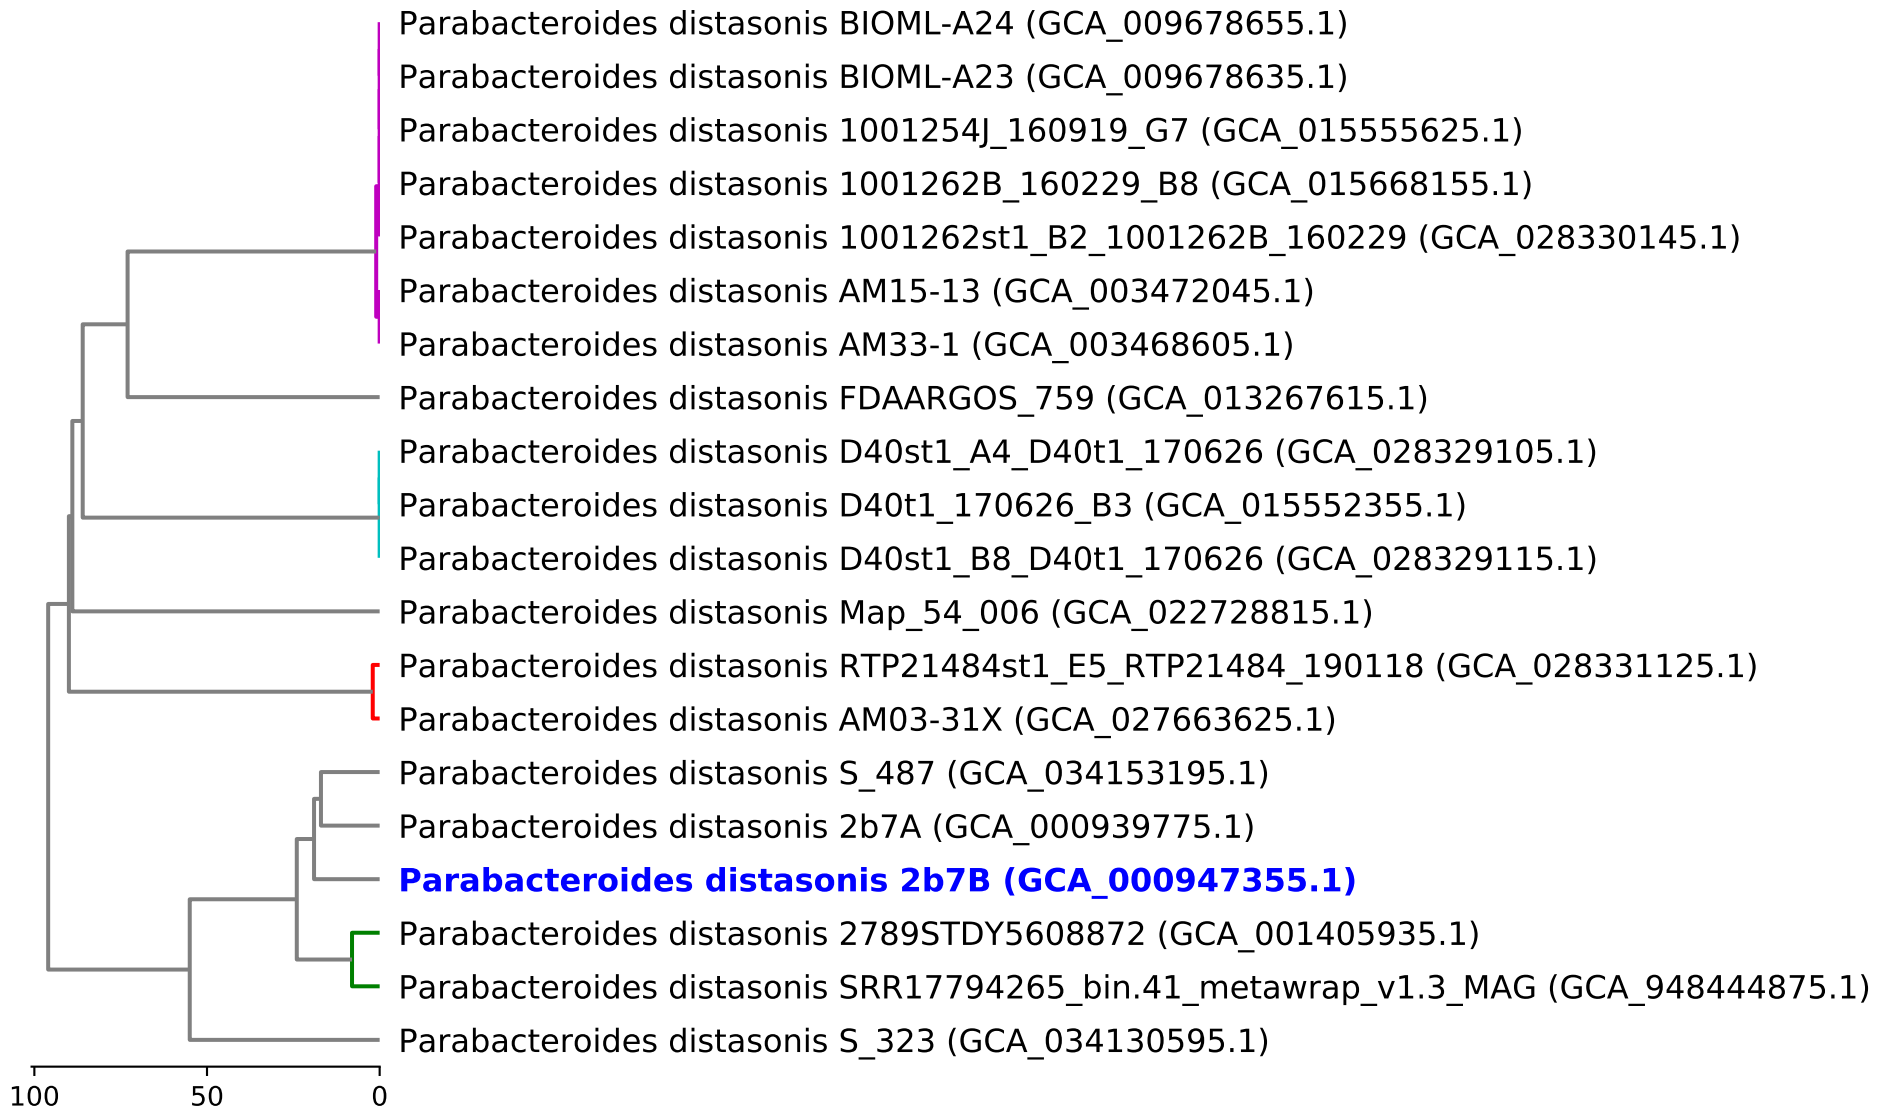 Parabacteroides distasonis BIOML-A24 (GCA_009678655.1)
Parabacteroides distasonis BIOML-A23 (GCA_009678635.1)
Parabacteroides distasonis 1001254J_160919_G7 (GCA_015555625.1)
Parabacteroides distasonis 1001262B_160229_B8 (GCA_015668155.1)
Parabacteroides distasonis 1001262st1_B2_1001262B_160229 (GCA_028330145.1)
Parabacteroides distasonis AM15-13 (GCA_003472045.1)
Parabacteroides distasonis AM33-1 (GCA_003468605.1)
Parabacteroides distasonis FDAARGOS_759 (GCA_013267615.1)
Parabacteroides distasonis D40st1_A4_D40t1_170626 (GCA_028329105.1)
Parabacteroides distasonis D40t1_170626_B3 (GCA_015552355.1)
Parabacteroides distasonis D40st1_B8_D40t1_170626 (GCA_028329115.1)
Parabacteroides distasonis Map_54_006 (GCA_022728815.1)
Parabacteroides distasonis RTP21484st1_E5_RTP21484_190118 (GCA_028331125.1)
Parabacteroides distasonis AM03-31X (GCA_027663625.1)
Parabacteroides distasonis S_487 (GCA_034153195.1)
Parabacteroides distasonis 2b7A (GCA_000939775.1)
Parabacteroides distasonis 2b7B (GCA_000947355.1)
Parabacteroides distasonis 2789STDY5608872 (GCA_001405935.1)
Parabacteroides distasonis SRR17794265_bin.41_metawrap_v1.3_MAG (GCA_948444875.1)
Parabacteroides distasonis S_323 (GCA_034130595.1)
100 50 0